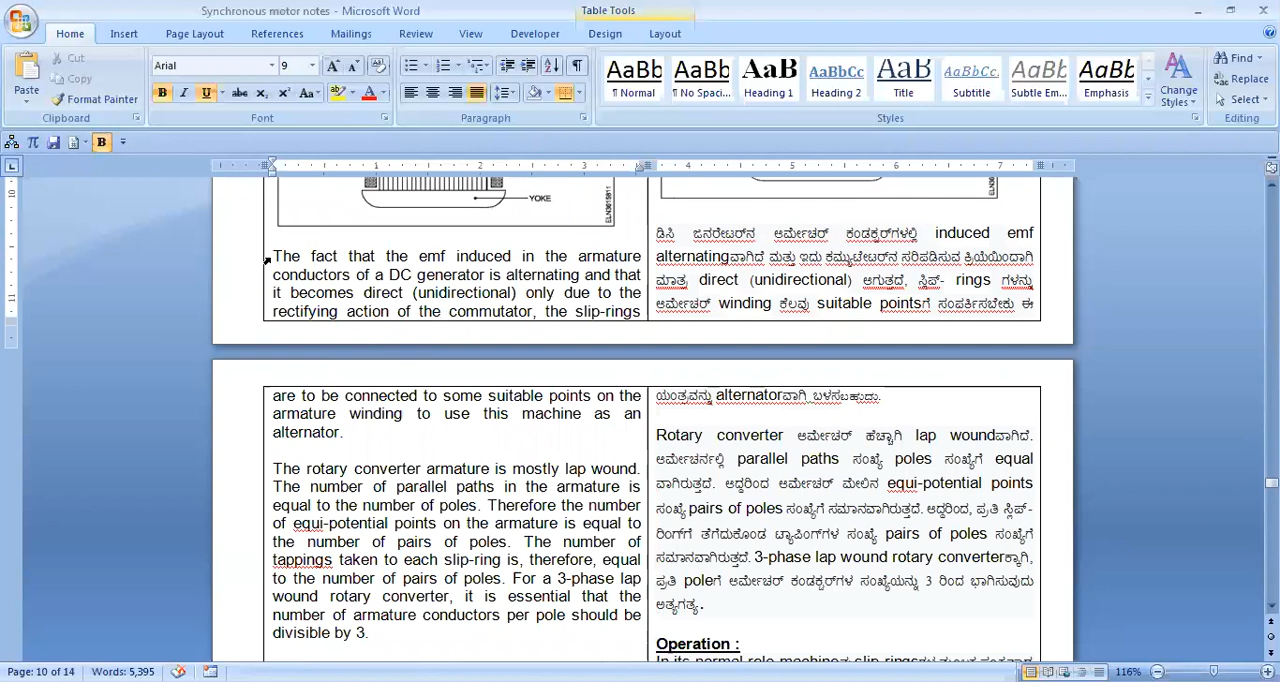 Synchronous motor notes - Microsoft Word
Table Tools
Home Insert Page Layout References Mailings Review View Developer Design Layout
Cut
Copy
Format Painter
Paste
Clipboard
Arial 9
Font
Paragraph
AaBb AaBb AaB AaBbCc AaBb AaBbCc. AaBbCc AaBbCc
¶ Normal ¶ No Spaci... Heading 1 Heading 2 Title Subtitle Subtle Em... Emphasis
Change Styles
Styles
Find
Replace
Select
Editing
YOKE
ELN3615811
The fact that the emf induced in the armature
conductors of a DC generator is alternating and that
it becomes direct (unidirectional) only due to the
rectifying action of the commutator, the slip-rings
are to be connected to some suitable points on the
armature winding to use this machine as an
alternator.
The rotary converter armature is mostly lap wound.
The number of parallel paths in the armature is
equal to the number of poles. Therefore the number
of equi-potential points on the armature is equal to
the number of pairs of poles. The number of
tappings taken to each slip-ring is, therefore, equal
to the number of pairs of poles. For a 3-phase lap
wound rotary converter, it is essential that the
number of armature conductors per pole should be
divisible by 3.
ಡಿಸಿ ಜನರೇಟರ್‌ನ ಆರ್ಮೇಚರ್ ಕಂಡಕ್ಟರ್‌ಗಳಲ್ಲಿ induced emf
alternatingವಾಗಿದೆ ಮತ್ತು ಇದು ಕಮ್ಯುಟೇಟರ್‌ನ ಸರಿಪಡಿಸುವ ಕ್ರಿಯೆಯಿಂದಾಗಿ
ಮಾತ್ರ direct (unidirectional) ಆಗುತ್ತದೆ, ಸ್ಲಿಪ್- rings ಗಳನ್ನು
ಆರ್ಮೇಚರ್ winding ಕೆಲವು suitable pointsಗೆ ಸಂಪರ್ಕಿಸಬೇಕು ಈ
ಯಂತ್ರವನ್ನು alternatorವಾಗಿ ಬಳಸಬಹುದು.
Rotary converter ಆರ್ಮೇಚರ್ ಹೆಚ್ಚಾಗಿ lap woundವಾಗಿದೆ.
ಆರ್ಮೇಚರ್ನಲ್ಲಿ parallel paths ಸಂಖ್ಯೆ poles ಸಂಖ್ಯೆಗೆ equal
ವಾಗಿರುತ್ತದೆ. ಆದ್ದರಿಂದ ಆರ್ಮೇಚರ್ ಮೇಲಿನ equi-potential points
ಸಂಖ್ಯೆ pairs of poles ಸಂಖ್ಯೆಗೆ ಸಮಾನವಾಗಿರುತ್ತದೆ. ಆದ್ದರಿಂದ, ಪ್ರತಿ ಸ್ಲಿಪ್-
ರಿಂಗ್‌ಗೆ ತೆಗೆದುಕೊಂಡ ಟ್ಯಾಪಿಂಗ್‌ಗಳ ಸಂಖ್ಯೆ pairs of poles ಸಂಖ್ಯೆಗೆ
ಸಮಾನವಾಗಿರುತ್ತದೆ. 3-phase lap wound rotary converterಕ್ಕಾಗಿ,
ಪ್ರತಿ poleಗೆ ಆರ್ಮೇಚರ್ ಕಂಡಕ್ಟರ್‌ಗಳ ಸಂಖ್ಯೆಯನ್ನು 3 ರಿಂದ ಭಾಗಿಸುವುದು
ಅತ್ಯಗತ್ಯ.
Operation :
Page: 10 of 14 Words: 5,395 116%